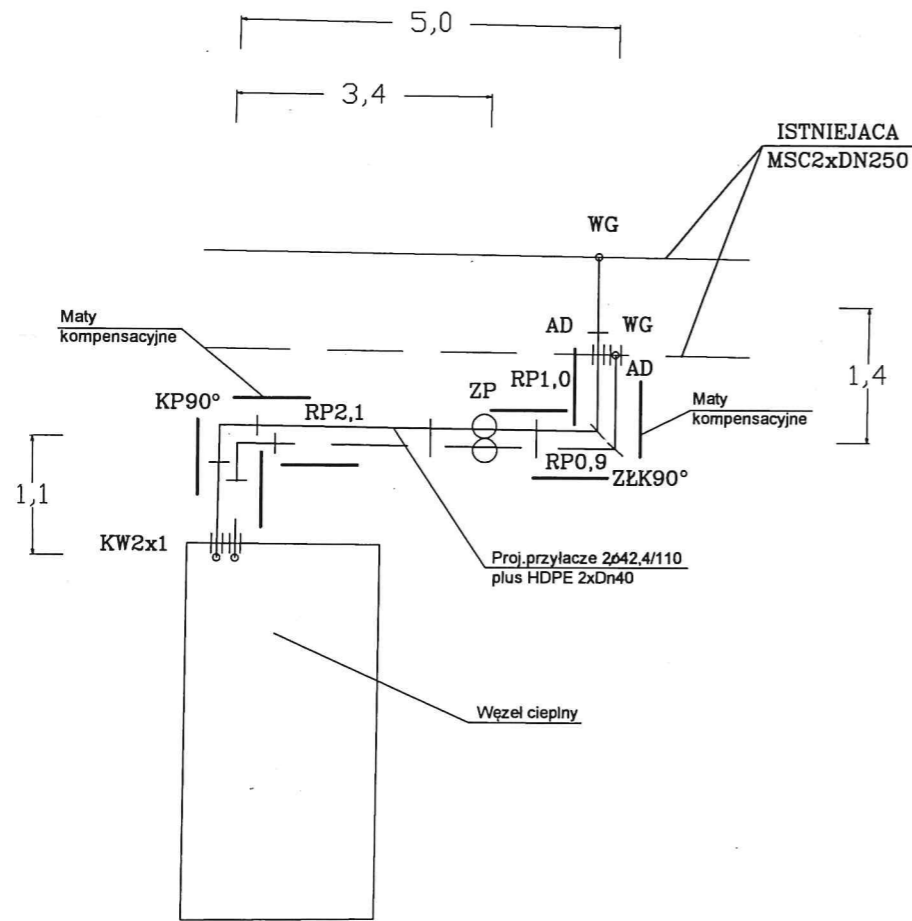 5,0
3,4
ISTNIEJACA
MSC2xDN250
WG
Maty
kompensacyjne
AD
WG
AD
1,4
RP1,0
ZP
KP90°
RP2,1
Maty
kompensacyjne
RP0,9
ZŁK90°
1,1
KW2x1
Proj.przyłacze 2ø42,4/110
plus HDPE 2xDn40
Węzeł cieplny